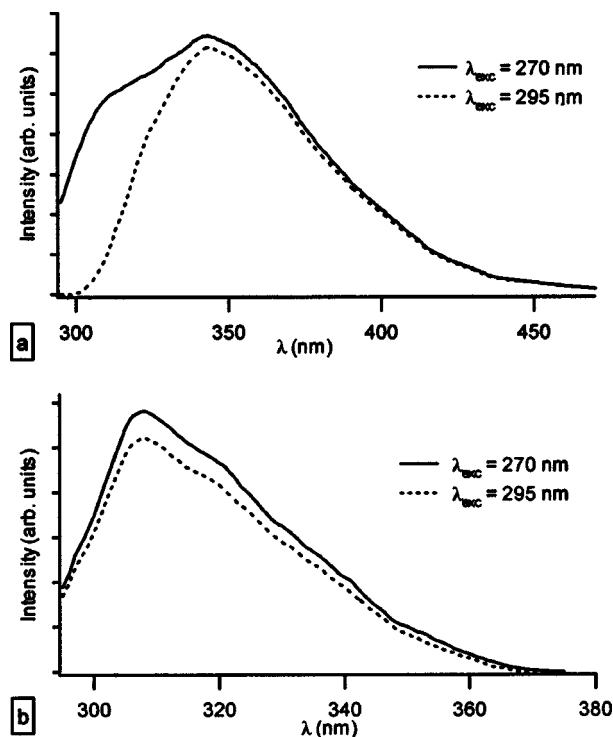 Intensity (arb. units)
λexc = 270 nm
λexc = 295 nm
300
350
400
450
λ (nm)
a
Intensity (arb. units)
λexc = 270 nm
λexc = 295 nm
300
320
340
360
380
λ (nm)
b